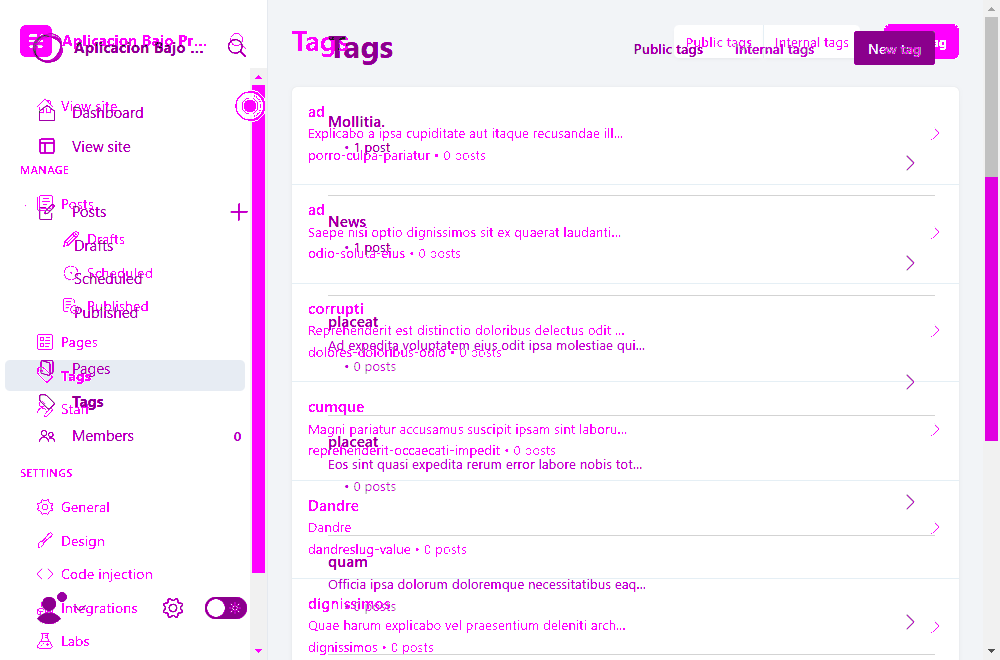 Aplicacion Bajo Pr...
Aplicacion Bajo ...
View site
Dashboard
View site
MANAGE
Posts
Posts
Drafts
Drafts
Scheduled
Scheduled
Published
Published
Pages
Pages
Tags
Tags
Staff
Members 0
SETTINGS
General
Design
Code injection
Integrations
Labs
Tags
Tags
Public tags Internal tags
Public tags Internal tags
New tag
ad
Mollitia.
Explicabo a ipsa cupiditate aut itaque recusandae ill...
• 1 post
porro-culpa-pariatur • 0 posts
ad
News
Saepe nisi optio dignissimos sit ex quaerat laudanti...
• 1 post
odio-soluta-eius • 0 posts
corrupti
placeat
Reprehenderit est distinctio doloribus delectus odit ...
Ad expedita voluptatem eius odit ipsa molestiae qui...
dolores-doloribus-odio • 0 posts
• 0 posts
cumque
Magni pariatur accusamus suscipit ipsam sint laboru...
placeat
reprehenderit-occaecati-impedit • 0 posts
Eos sint quasi expedita rerum error labore nobis tot...
• 0 posts
Dandre
Dandre
dandreslug-value • 0 posts
quam
Officia ipsa dolorum doloremque necessitatibus eaq...
dignissimos
• 0 posts
Quae harum explicabo vel praesentium deleniti arch...
dignissimos • 0 posts